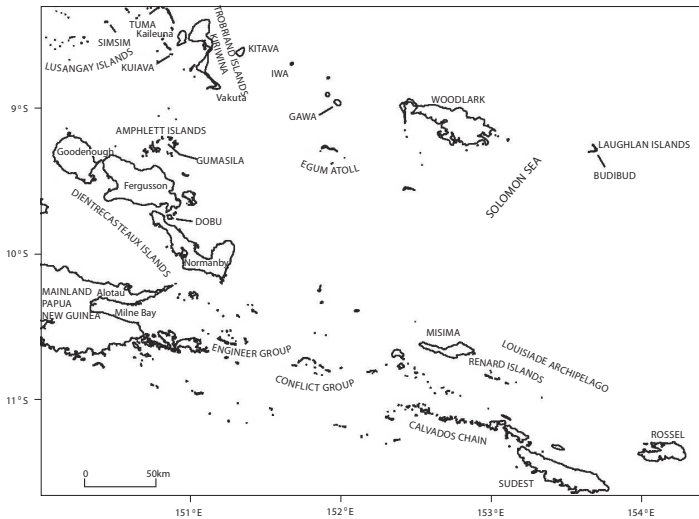 TUMA
Kaileuna
SIMSIM
LUSANGAY ISLANDS
KUIAVA
TROBRIAND ISLANDS
KIRIWINA
KITAVA
Vakuta
IWA
GAWA
WOODLARK
9°S
AMPHLETT ISLANDS
Goodenough
GUMASILA
EGUM ATOLL
LAUGHLAN ISLANDS
BUDIBUD
Fergusson
SOLOMON SEA
DOBU
DIENTRECASTEAUX ISLANDS
10°S
Normanby
MAINLAND
PAPUA
NEW GUINEA
Alotau
Milne Bay
MISIMA
ENGINEER GROUP
LOUISIADE ARCHIPELAGO
RENARD ISLANDS
CONFLICT GROUP
11°S
CALVADOS CHAIN
ROSSEL
SUDEST
0 50km
151°E 152°E 153°E 154°E